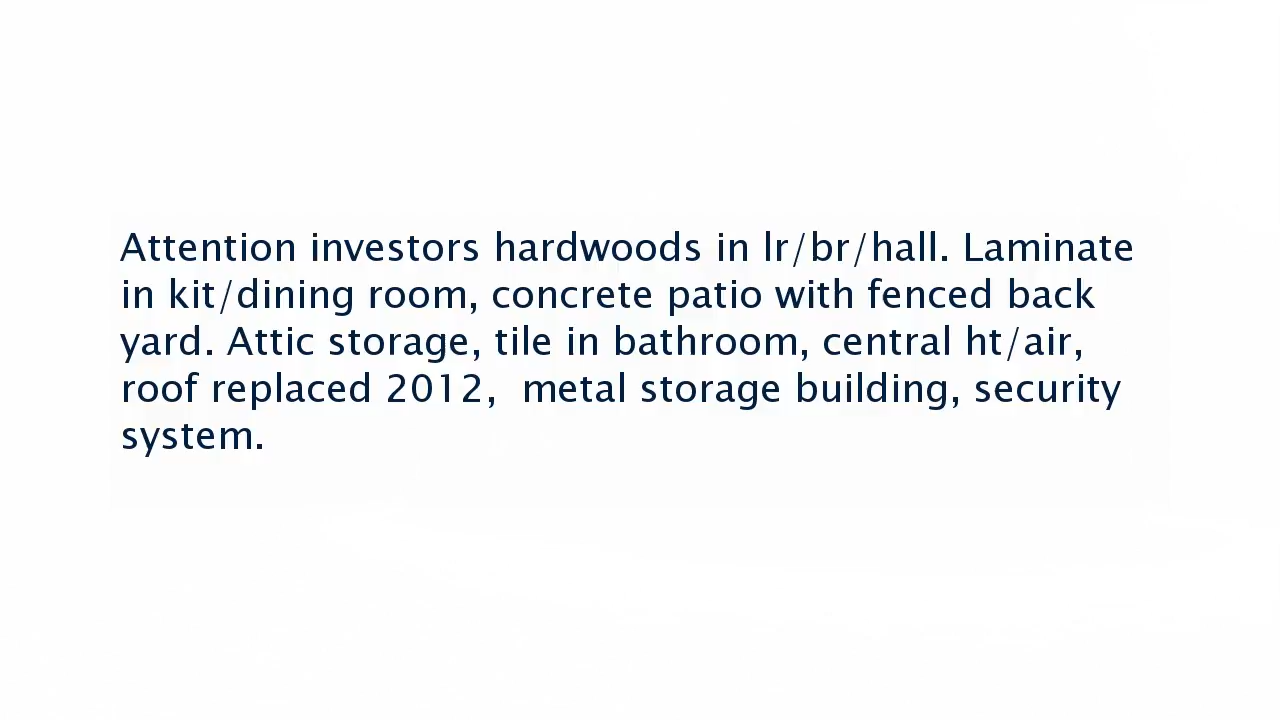 Attention investors hardwoods in lr/br/hall. Laminate
in kit/dining room, concrete patio with fenced back
yard. Attic storage, tile in bathroom, central ht/air,
roof replaced 2012,  metal storage building, security
system.